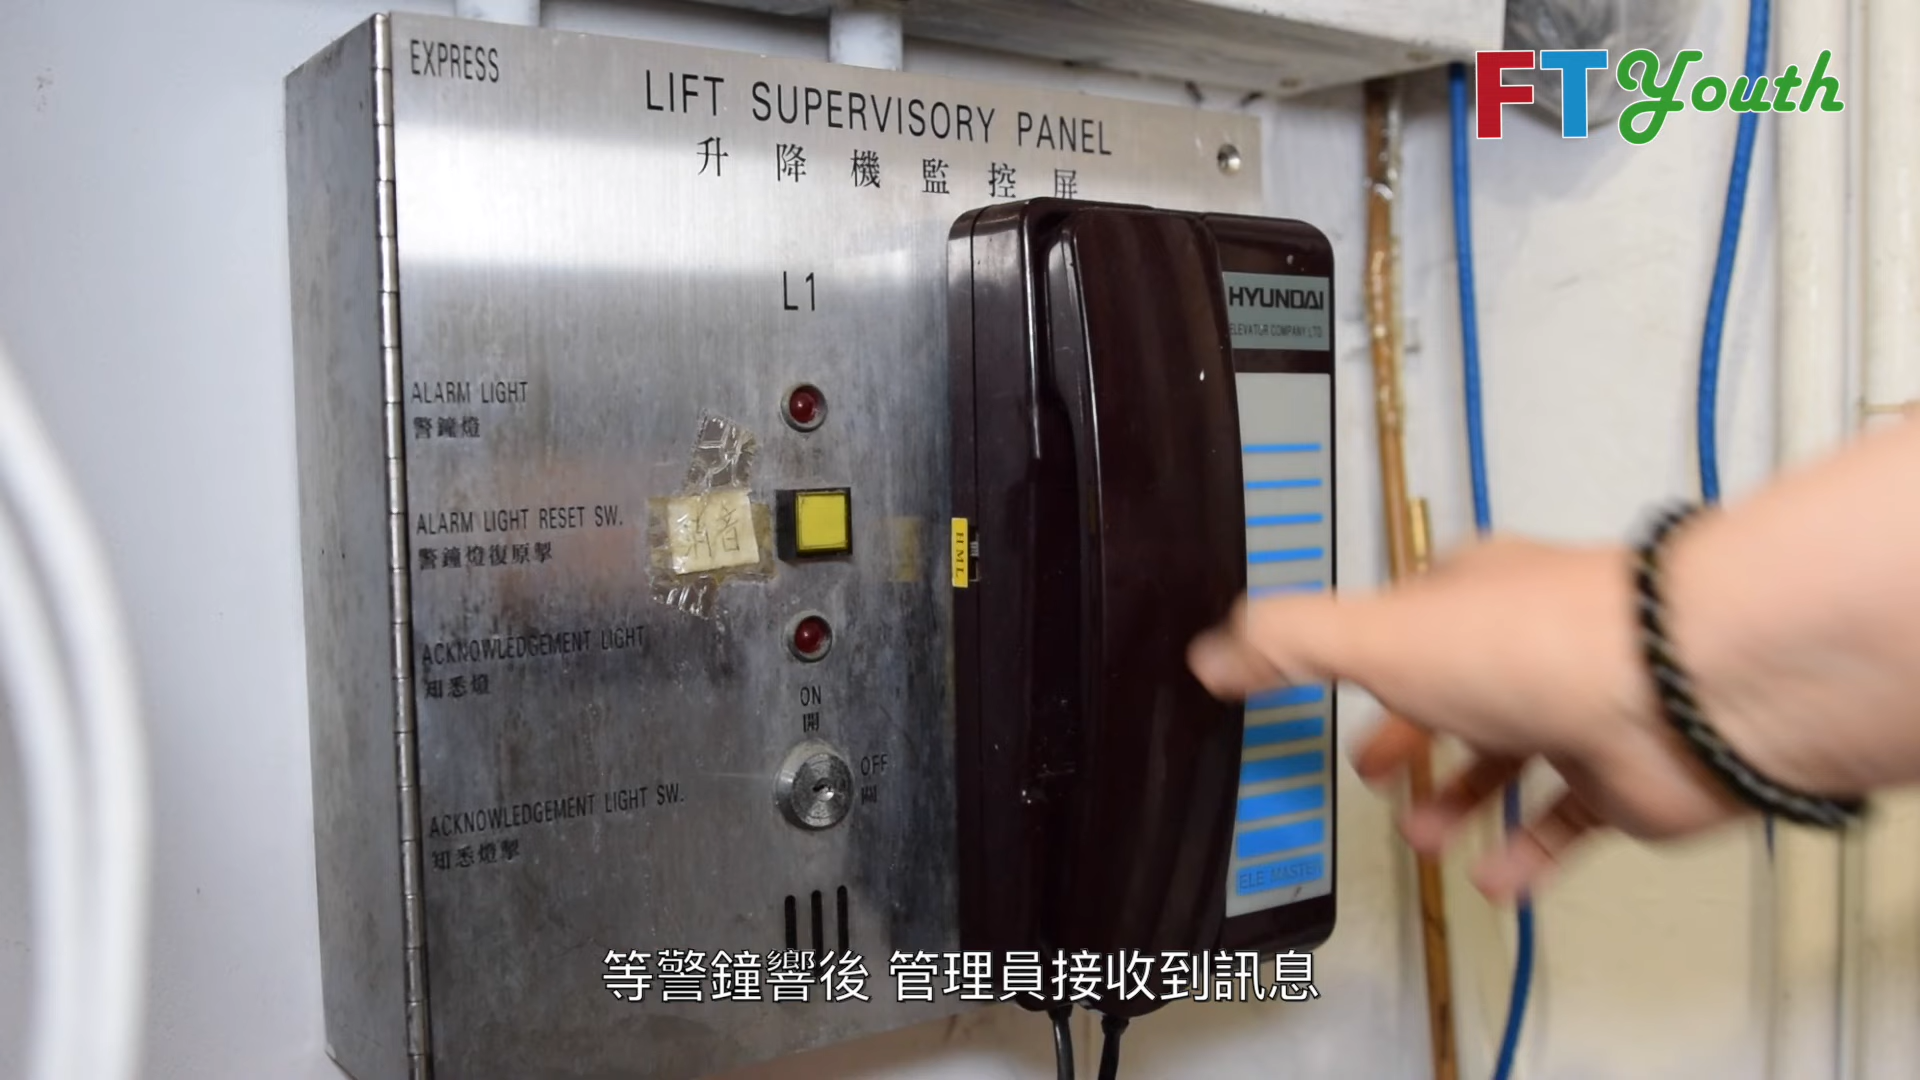 EXPRESS
LIFT SUPERVISORY PANEL
升降機監控屏
FT Youth
L1
HYUNDAI
ELEVATOR COMPANY LTD.
ALARM LIGHT
警鐘燈
ALARM LIGHT RESET SW.
警鐘燈復原掣
消音
HML
ACKNOWLEDGEMENT LIGHT
知悉燈
ON
開
OFF
關
ACKNOWLEDGEMENT LIGHT SW.
知悉燈掣
ELE MASTER
等警鐘響後 管理員接收到訊息